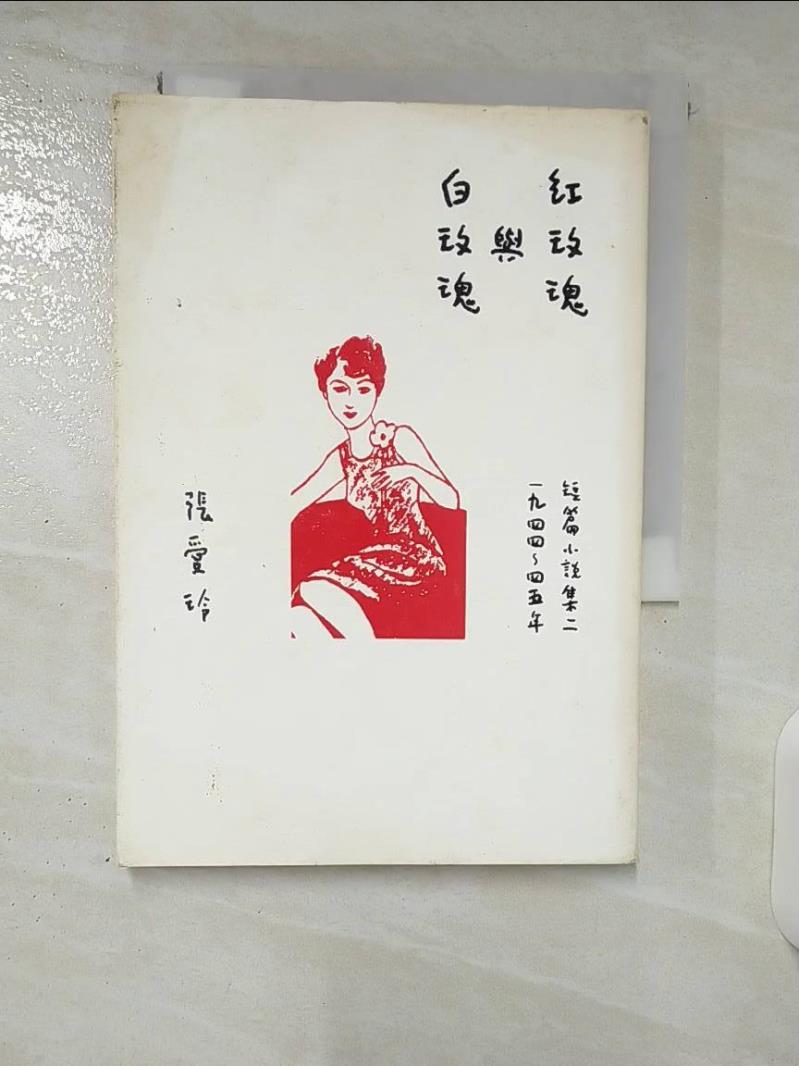 紅玫瑰
與
白玫瑰
短篇小說集二
一九四四~四五年
張愛玲